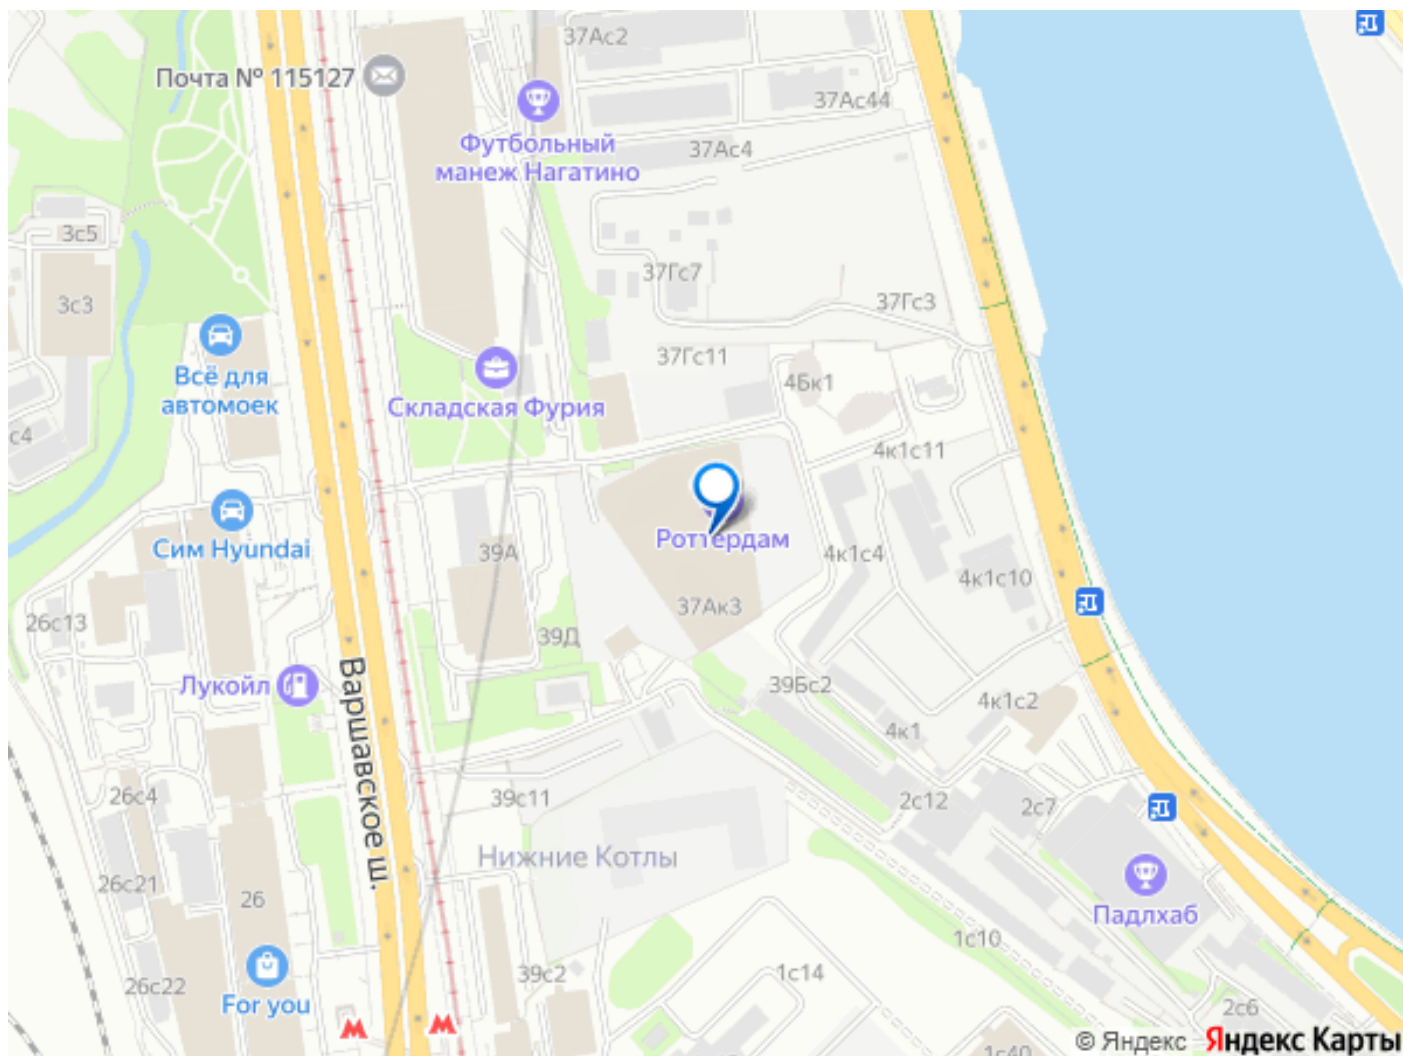 37Ас2
Почта № 115127
37Ас44
Футбольный
манеж Нагатино
37Ас4
3с5
37Гс7
3с3
37Гс3
37Гс11
Всё для
автомоек
4Бк1
Складская Фурия
с4
4к1с11
Сим Hyundai
Роттердам
39А
4к1с4
4к1с10
37Ак3
26с13
39Д
Лукойл
39Бс2
4к1с2
Варшавское ш.
4к1
26с4
39с11
2с12
2с7
Нижние Котлы
26с21
26
Падлхаб
1с10
39с2
1с14
26с22
For you
2с6
1с40
© Яндекс Яндекс Карты